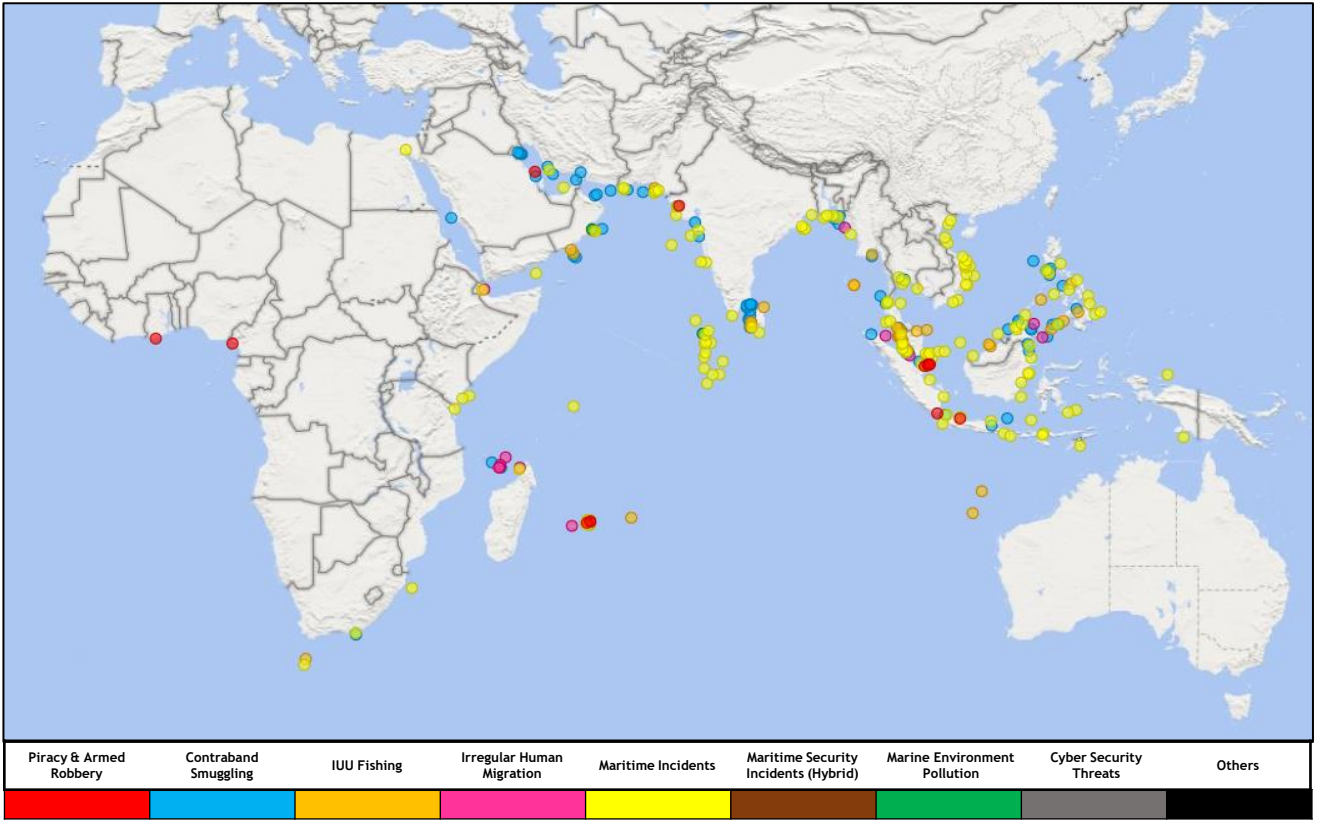 Piracy & Armed
Robbery
Contraband
Smuggling
IUU Fishing
Irregular Human
Migration
Maritime Incidents
Maritime Security
Incidents (Hybrid)
Marine Environment
Pollution
Cyber Security
Threats
Others